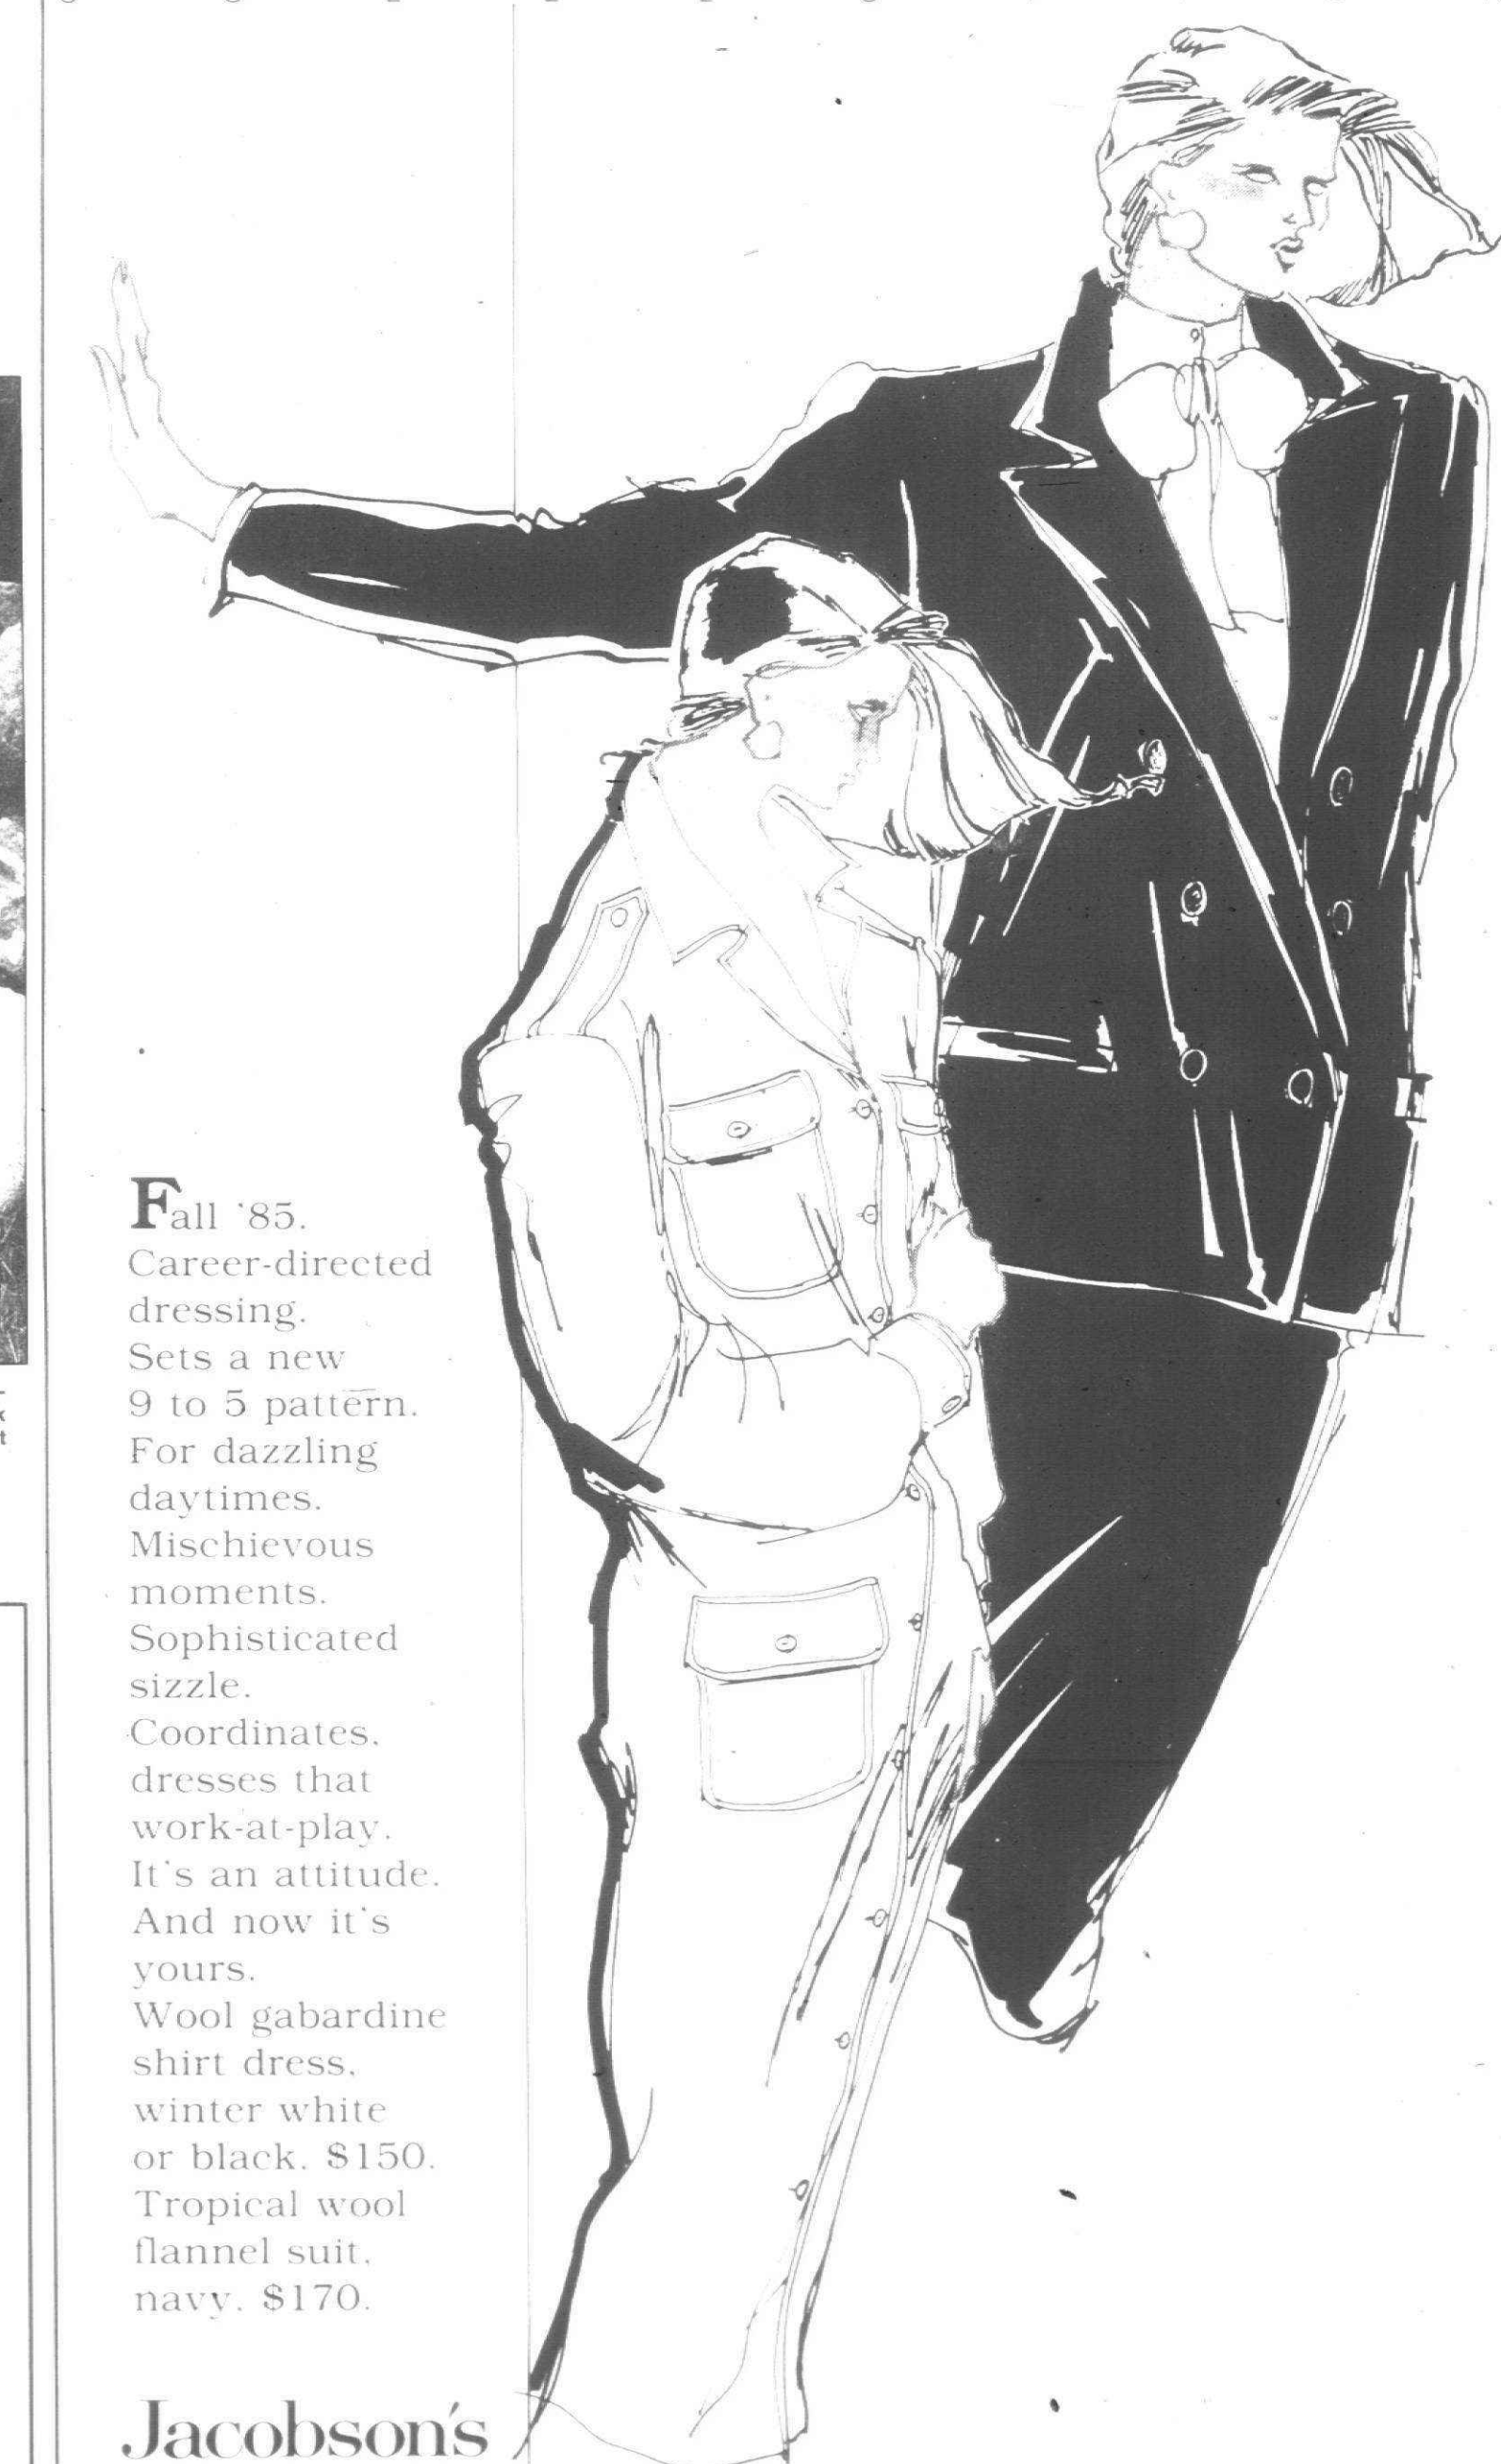 Fall '85.
Career-directed
dressing.
Sets a new
9 to 5 pattern.
For dazzling
daytimes.
Mischievous
moments.
Sophisticated
sizzle.
Coordinates,
dresses that
work-at-play.
It's an attitude.
And now it's
yours.
Wool gabardine
shirt dress,
winter white
or black. $150.
Tropical wool
flannel suit,
navy. $170.
Jacobson's